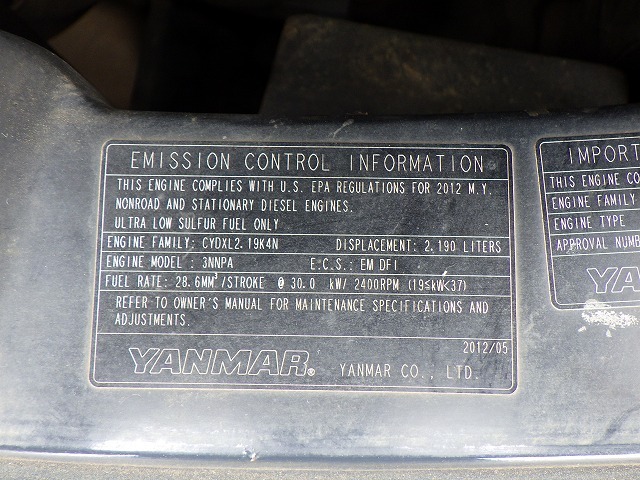 EMISSION CONTROL INFORMATION
THIS ENGINE COMPLIES WITH U.S. EPA REGULATIONS FOR 2012 M.Y.
NONROAD AND STATIONARY DIESEL ENGINES.
ULTRA LOW SULFUR FUEL ONLY
ENGINE FAMILY: CYDXL2.19K4N DISPLACEMENT: 2.190 LITERS
ENGINE MODEL : 3NNPA E.C.S.: EM DFI
FUEL RATE: 28.6mm³/STROKE @ 30.0 kW/ 2400RPM (19≤kW<37)
REFER TO OWNER'S MANUAL FOR MAINTENANCE SPECIFICATIONS AND
ADJUSTMENTS.
2012/05
YANMAR® YANMAR CO., LTD.
IMPORT
THIS ENGINE CO
ENGINE FAMILY
ENGINE TYPE
APPROVAL NUMB
YA